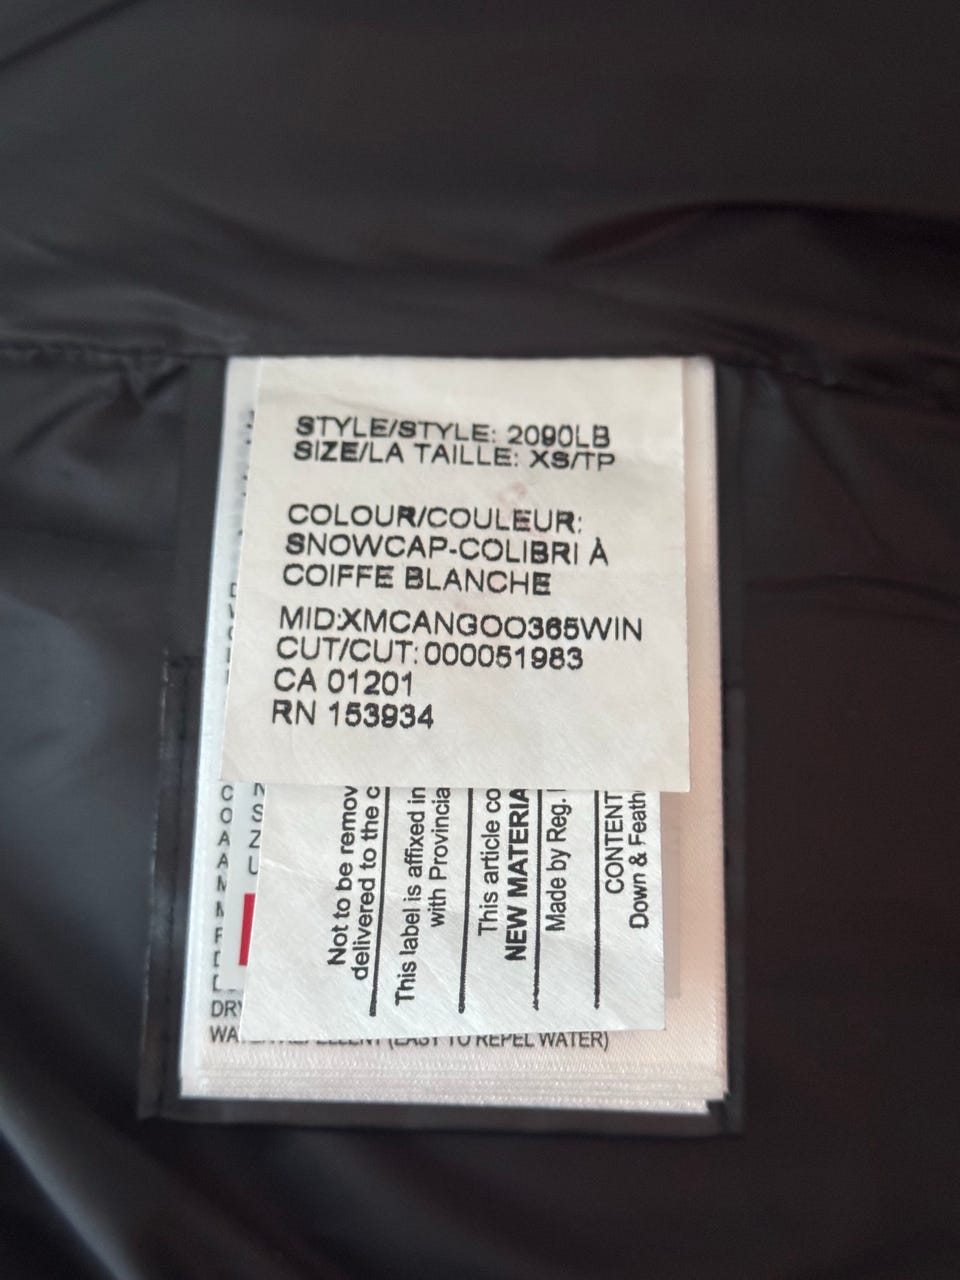 STYLE/STYLE: 2090LB
SIZE/LA TAILLE: XS/TP
COLOUR/COULEUR:
SNOWCAP-COLIBRI À
COIFFE BLANCHE
MID:XMCANGOO365WIN
CUT/CUT: 000051983
CA 01201
RN 153934
Not to be remov
delivered to the c
This label is affixed in
with Provincia
This article co
NEW MATERIA
Made by Reg.
CONTENT
Down & Feath
DRY
(EASY TO REPEL WATER)